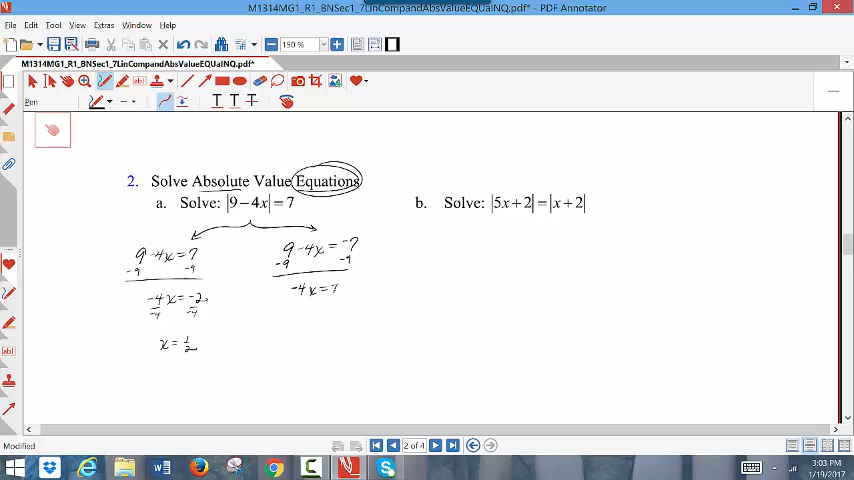 M1314MG1_R1_BNSec1_7LinCompandAbsValueEQUaINQ.pdf* - PDF Annotator
File Edit View Tool Extras Window Help
150 %
M1314MG1_R1_BNSec1_7LinCompandAbsValueEQUaINQ.pdf*
Pen
2. Solve Absolute Value Equations
a. Solve: |9 − 4x| = 7
b. Solve: |5x + 2| = |x + 2|
9 -4x = 7
9 -4x = -7
-9 -9
-9 -9
-4x = -2
-4x =
-4 -4
x = 1/2
Modified
2 of 4
3:03 PM
1/19/2017